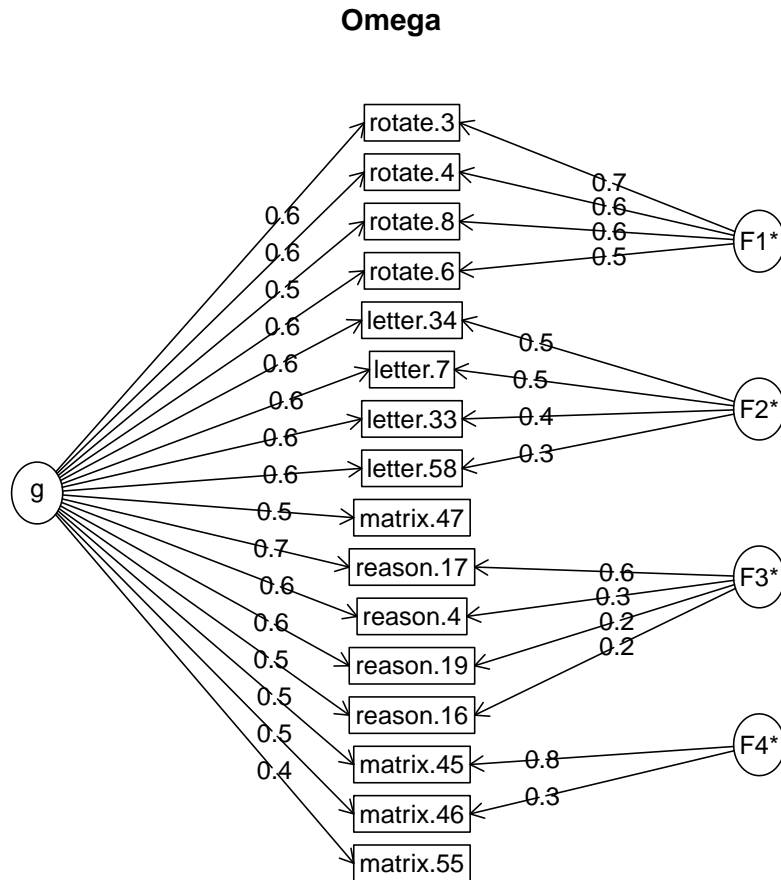 Omega
rotate.3
rotate.4
rotate.8
rotate.6
letter.34
letter.7
letter.33
letter.58
matrix.47
reason.17
reason.4
reason.19
reason.16
matrix.45
matrix.46
matrix.55
g
0.6
0.6
0.5
0.6
0.6
0.6
0.6
0.6
0.5
0.7
0.6
0.6
0.5
0.5
0.5
0.4
F1*
0.7
0.6
0.6
0.5
F2*
0.5
0.5
0.4
0.3
F3*
0.6
0.3
0.2
0.2
F4*
0.8
0.3